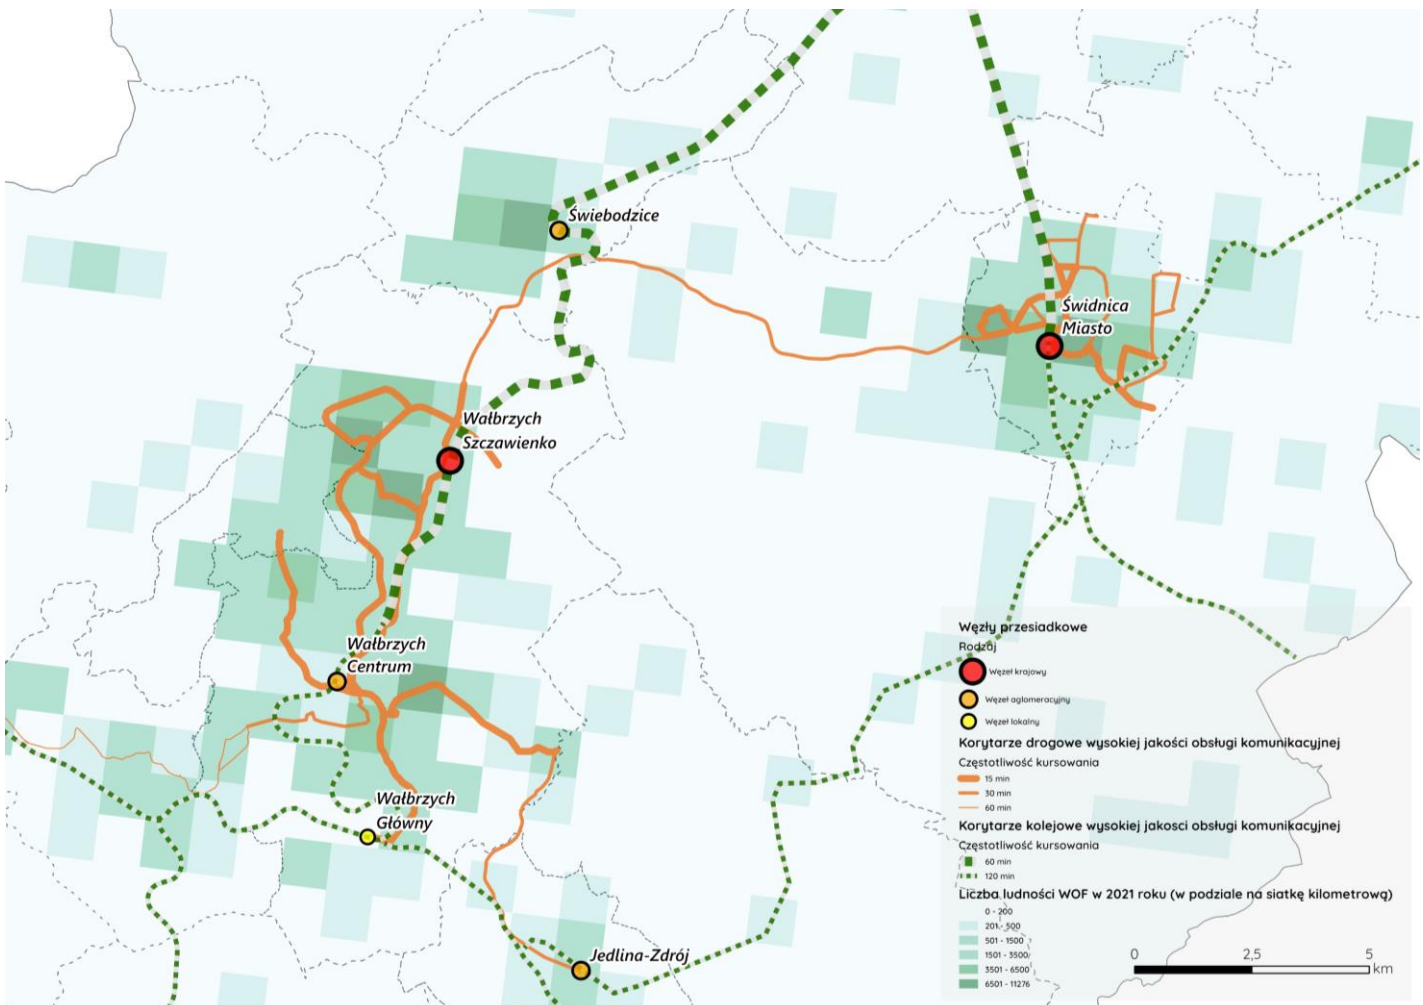 Świebodzice
Świdnica
Miasto
Wałbrzych
Szczawienko
Wałbrzych
Centrum
Wałbrzych
Główny
Jedlina-Zdrój
Węzły przesiadkowe
Rodzaj
Węzeł krajowy
Węzeł aglomeracyjny
Węzeł lokalny
Korytarze drogowe wysokiej jakości obsługi komunikacyjnej
Częstotliwość kursowania
15 min
30 min
60 min
Korytarze kolejowe wysokiej jakosci obsługi komunikacyjnej
Częstotliwość kursowania
60 min
120 min
Liczba ludności WOF w 2021 roku (w podziale na siatkę kilometrową)
0 - 200
201 - 500
501 - 1500
1501 - 3500
3501 - 6500
6501 - 11276
0 2,5 5
km